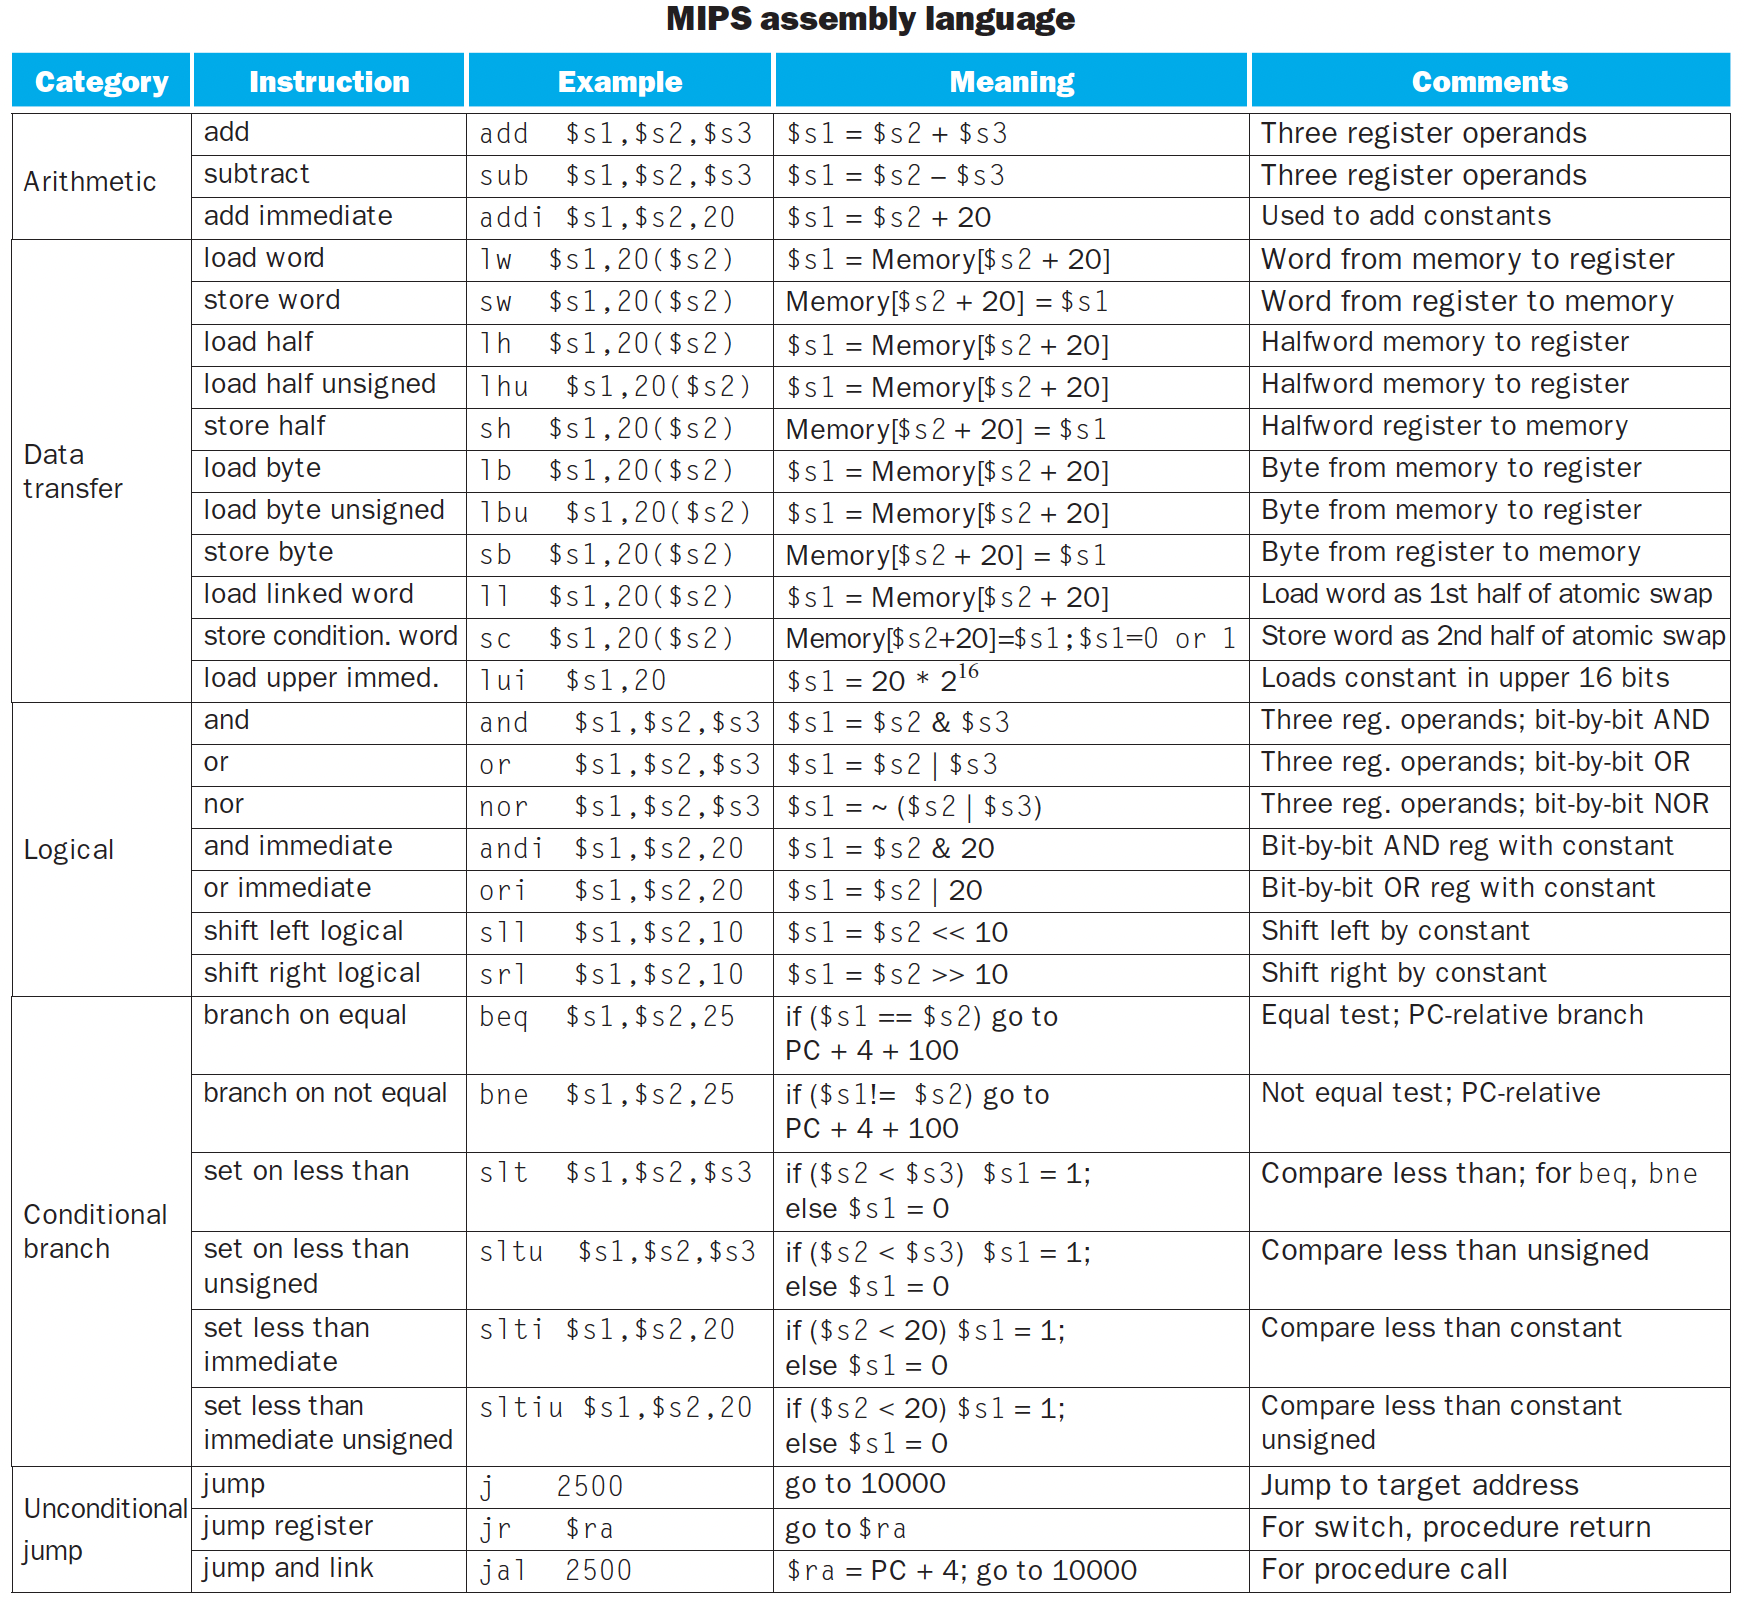 MIPS assembly language
Category Instruction Example Meaning Comments
Arithmetic
add add $s1,$s2,$s3 $s1 = $s2 + $s3 Three register operands
subtract sub $s1,$s2,$s3 $s1 = $s2 – $s3 Three register operands
add immediate addi $s1,$s2,20 $s1 = $s2 + 20 Used to add constants
Data
transfer
load word lw $s1,20($s2) $s1 = Memory[$s2 + 20] Word from memory to register
store word sw $s1,20($s2) Memory[$s2 + 20] = $s1 Word from register to memory
load half lh $s1,20($s2) $s1 = Memory[$s2 + 20] Halfword memory to register
load half unsigned lhu $s1,20($s2) $s1 = Memory[$s2 + 20] Halfword memory to register
store half sh $s1,20($s2) Memory[$s2 + 20] = $s1 Halfword register to memory
load byte lb $s1,20($s2) $s1 = Memory[$s2 + 20] Byte from memory to register
load byte unsigned lbu $s1,20($s2) $s1 = Memory[$s2 + 20] Byte from memory to register
store byte sb $s1,20($s2) Memory[$s2 + 20] = $s1 Byte from register to memory
load linked word ll $s1,20($s2) $s1 = Memory[$s2 + 20] Load word as 1st half of atomic swap
store condition. word sc $s1,20($s2) Memory[$s2+20]=$s1;$s1=0 or 1 Store word as 2nd half of atomic swap
load upper immed. lui $s1,20 $s1 = 20 * 2¹⁶ Loads constant in upper 16 bits
Logical
and and $s1,$s2,$s3 $s1 = $s2 & $s3 Three reg. operands; bit-by-bit AND
or or $s1,$s2,$s3 $s1 = $s2 | $s3 Three reg. operands; bit-by-bit OR
nor nor $s1,$s2,$s3 $s1 = ~ ($s2 | $s3) Three reg. operands; bit-by-bit NOR
and immediate andi $s1,$s2,20 $s1 = $s2 & 20 Bit-by-bit AND reg with constant
or immediate ori $s1,$s2,20 $s1 = $s2 | 20 Bit-by-bit OR reg with constant
shift left logical sll $s1,$s2,10 $s1 = $s2 << 10 Shift left by constant
shift right logical srl $s1,$s2,10 $s1 = $s2 >> 10 Shift right by constant
Conditional
branch
branch on equal beq $s1,$s2,25 if ($s1 == $s2) go to Equal test; PC-relative branch
PC + 4 + 100
branch on not equal bne $s1,$s2,25 if ($s1!= $s2) go to Not equal test; PC-relative
PC + 4 + 100
set on less than slt $s1,$s2,$s3 if ($s2 < $s3) $s1 = 1; Compare less than; for beq, bne
else $s1 = 0
set on less than sltu $s1,$s2,$s3 if ($s2 < $s3) $s1 = 1; Compare less than unsigned
unsigned else $s1 = 0
set less than slti $s1,$s2,20 if ($s2 < 20) $s1 = 1; Compare less than constant
immediate else $s1 = 0
set less than sltiu $s1,$s2,20 if ($s2 < 20) $s1 = 1; Compare less than constant
immediate unsigned else $s1 = 0 unsigned
Unconditional
jump
jump j 2500 go to 10000 Jump to target address
jump register jr $ra go to $ra For switch, procedure return
jump and link jal 2500 $ra = PC + 4; go to 10000 For procedure call